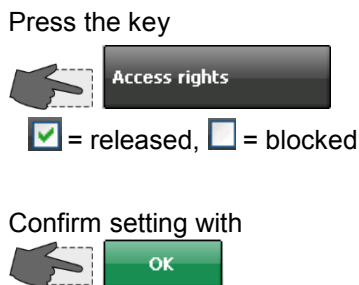 Press the key
Access rights
= released, = blocked
Confirm setting with
OK